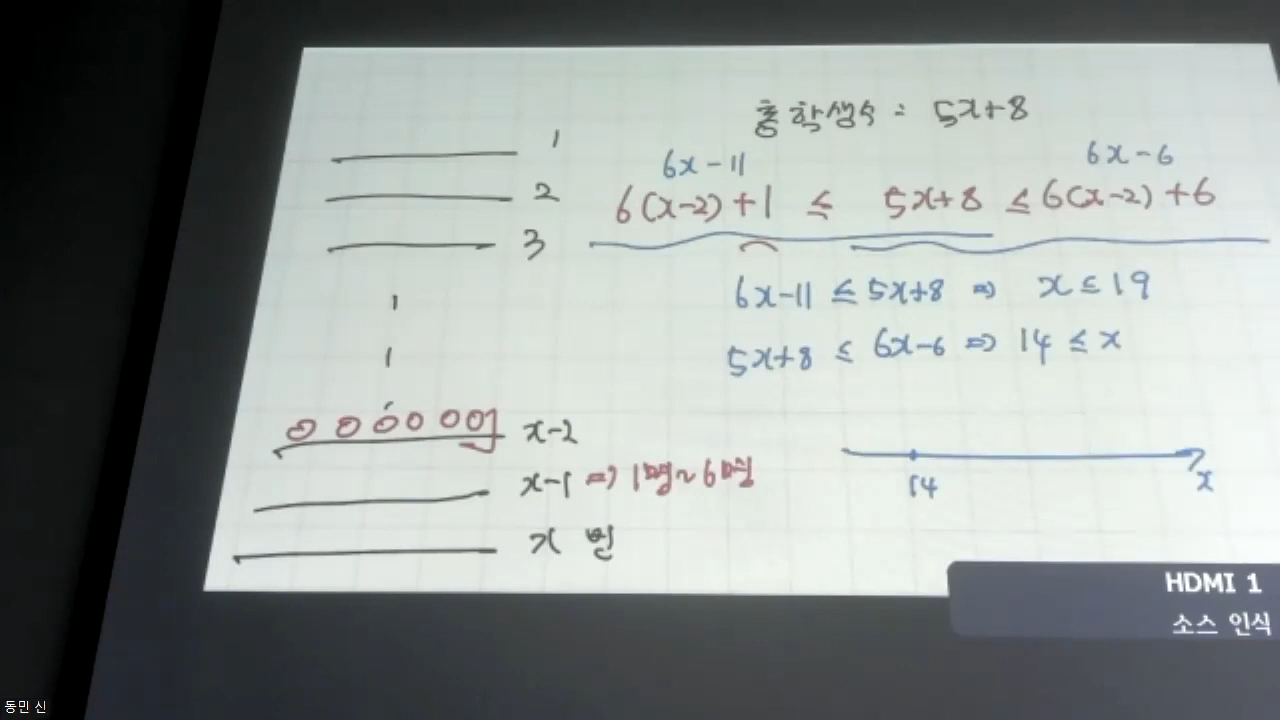 총 학생수 : 5x+8
1
2
3
6x-11
6x-6
6(x-2)+1 ≤ 5x+8 ≤ 6(x-2)+6
6x-11 ≤ 5x+8 ⇒ x ≤ 19
5x+8 ≤ 6x-6 ⇒ 14 ≤ x
x-2
x-1 ⇒ 1명~6명
x 번
14
x
HDMI 1
소스 인식
동민 신